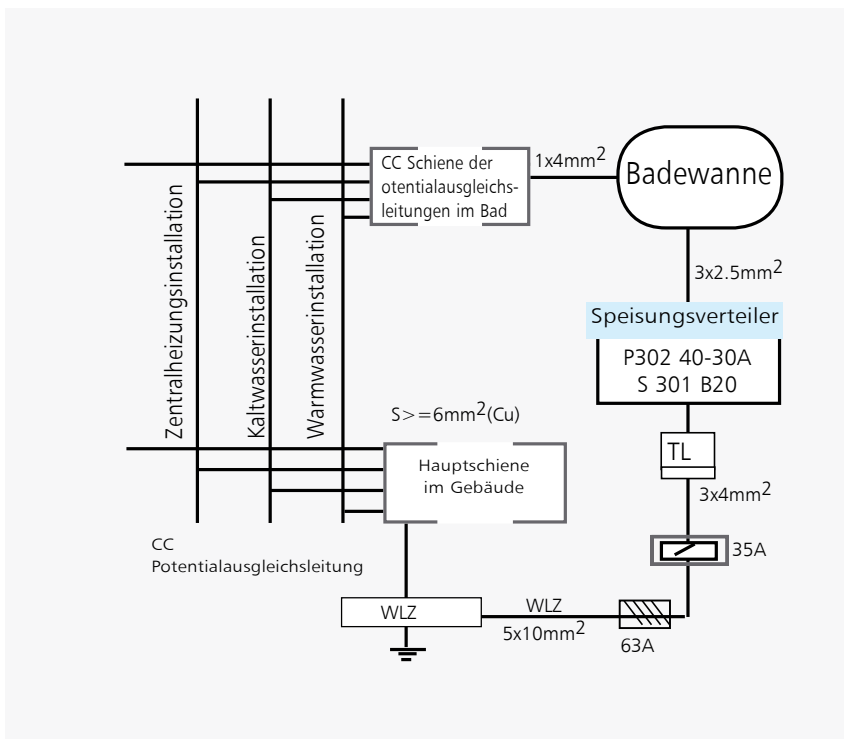 CC Schiene der
otentialausgleichs-
leitungen im Bad
1x4mm2
Badewanne
3x2.5mm2
Speisungsverteiler
P302 40-30A
S 301 B20
TL
3x4mm2
35A
Zentralheizungsinstallation
Kaltwasserinstallation
Warmwasserinstallation
S>=6mm2(Cu)
Hauptschiene
im Gebäude
CC
Potentialausgleichsleitung
WLZ
WLZ
5x10mm2
63A